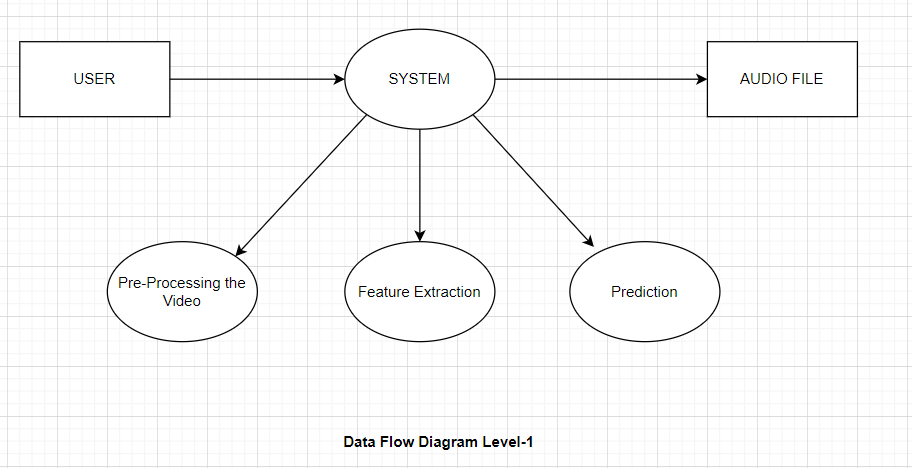 USER
SYSTEM
AUDIO FILE
Pre-Processing the
Video
Feature Extraction
Prediction
Data Flow Diagram Level-1